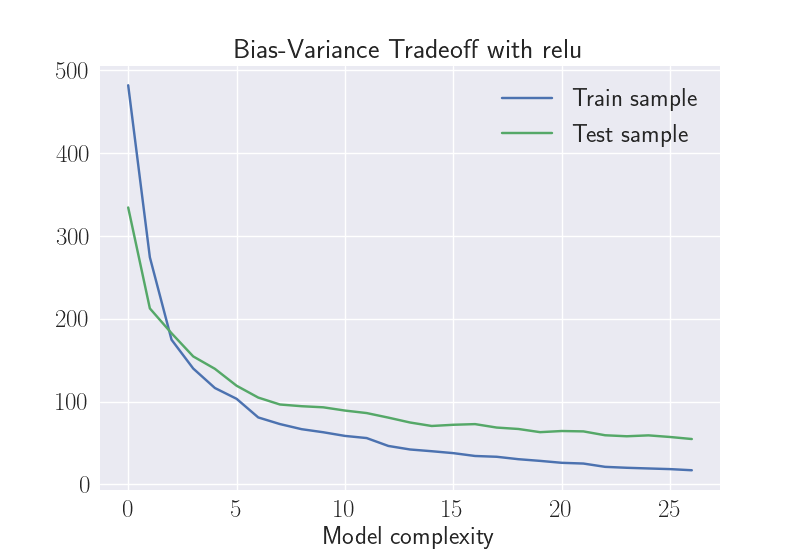 Bias-Variance Tradeoff with relu
Train sample
Test sample
500
400
300
200
100
0
0 5 10 15 20 25
Model complexity